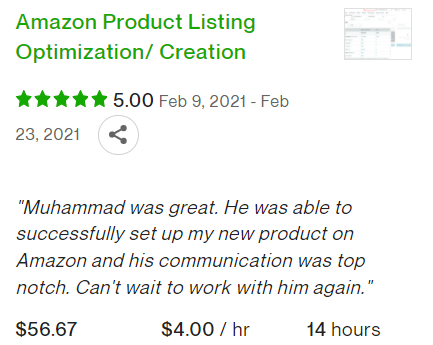 Amazon Product Listing
Optimization/ Creation
5.00 Feb 9, 2021 - Feb
23, 2021
"Muhammad was great. He was able to
successfully set up my new product on
Amazon and his communication was top
notch. Can't wait to work with him again."
$56.67 $4.00 / hr 14 hours